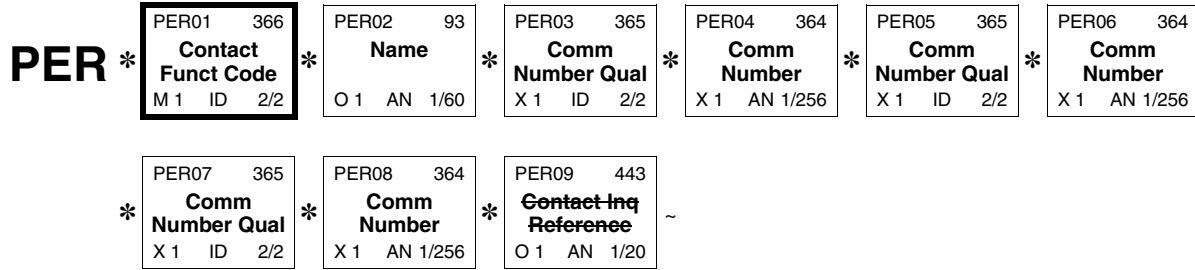 PER * PER01 366 * PER02 93 * PER03 365 * PER04 364 * PER05 365 * PER06 364
Contact Name Comm Comm Comm Comm
Funct Code Number Qual Number Number Qual Number
M 1 ID 2/2 O 1 AN 1/60 X 1 ID 2/2 X 1 AN 1/256 X 1 ID 2/2 X 1 AN 1/256
* PER07 365 * PER08 364 * PER09 443 ~
Comm Comm Contact Inq
Number Qual Number Reference
X 1 ID 2/2 X 1 AN 1/256 O 1 AN 1/20